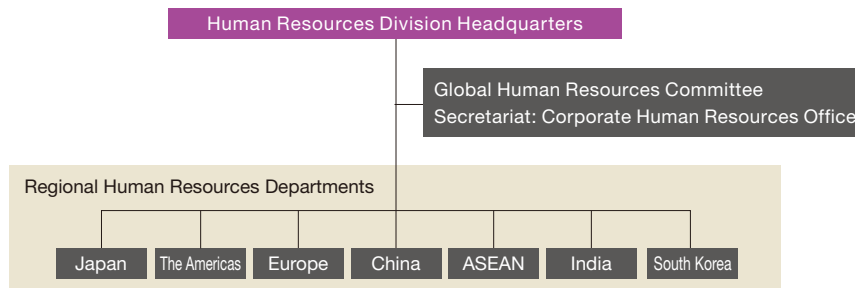 Human Resources Division Headquarters
Global Human Resources Committee
Secretariat: Corporate Human Resources Office
Regional Human Resources Departments
Japan
The Americas
Europe
China
ASEAN
India
South Korea